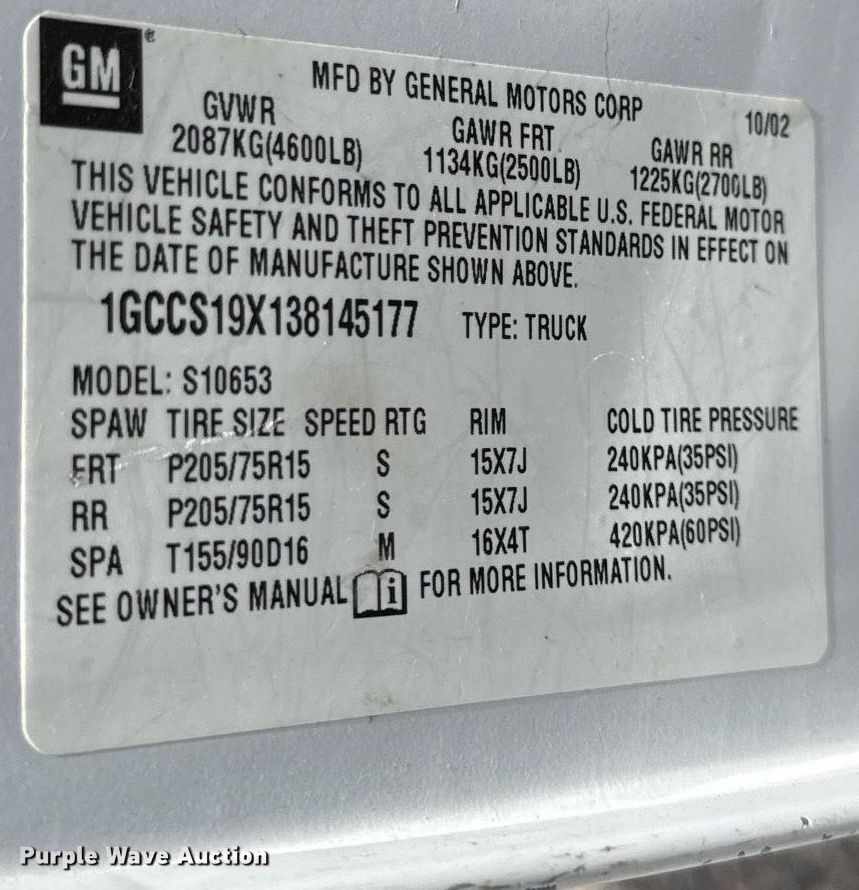 GM
MFD BY GENERAL MOTORS CORP 10/02
GVWR GAWR FRT GAWR RR
2087KG(4600LB) 1134KG(2500LB) 1225KG(2700LB)
THIS VEHICLE CONFORMS TO ALL APPLICABLE U.S. FEDERAL MOTOR
VEHICLE SAFETY AND THEFT PREVENTION STANDARDS IN EFFECT ON
THE DATE OF MANUFACTURE SHOWN ABOVE.
1GCCS19X138145177 TYPE: TRUCK
MODEL: S10653
SPAW TIRE SIZE SPEED RTG RIM COLD TIRE PRESSURE
FRT P205/75R15 S 15X7J 240KPA(35PSI)
RR P205/75R15 S 15X7J 240KPA(35PSI)
SPA T155/90D16 M 16X4T 420KPA(60PSI)
SEE OWNER'S MANUAL i FOR MORE INFORMATION.
Purple Wave Auction